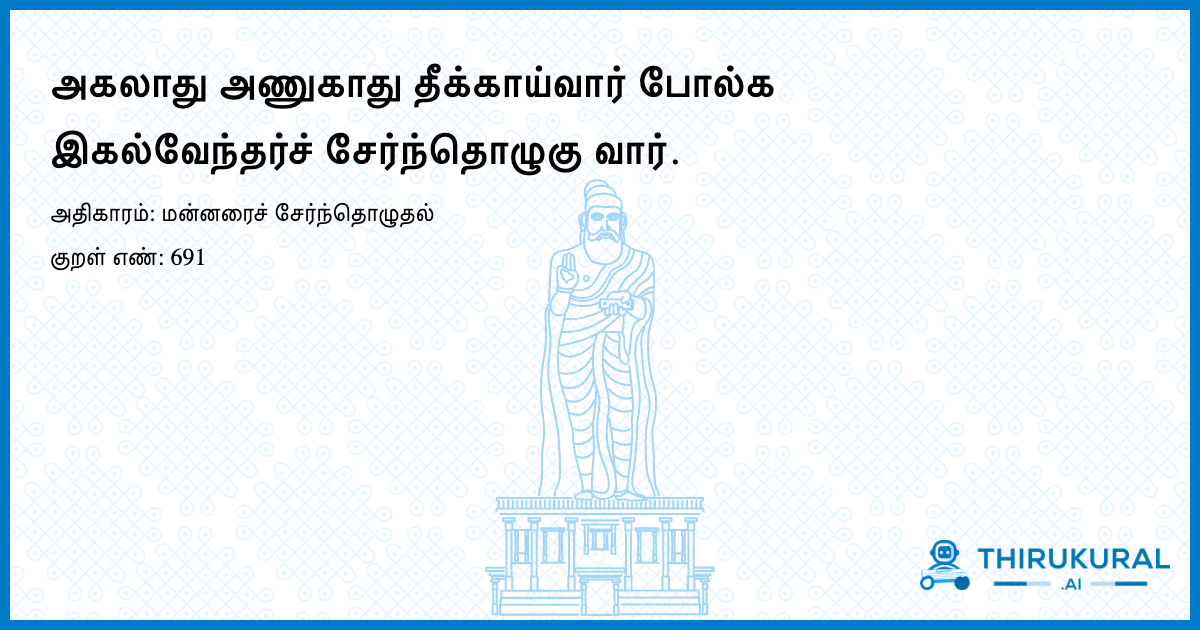 அகலாது அணுகாது தீக்காய்வார் போல்க
இகல்வேந்தர்ச் சேர்ந்தொழுகு வார்.
அதிகாரம்: மன்னரைச் சேர்ந்தொழுதல்
குறள் எண்: 691
THIRUKURAL
.AI